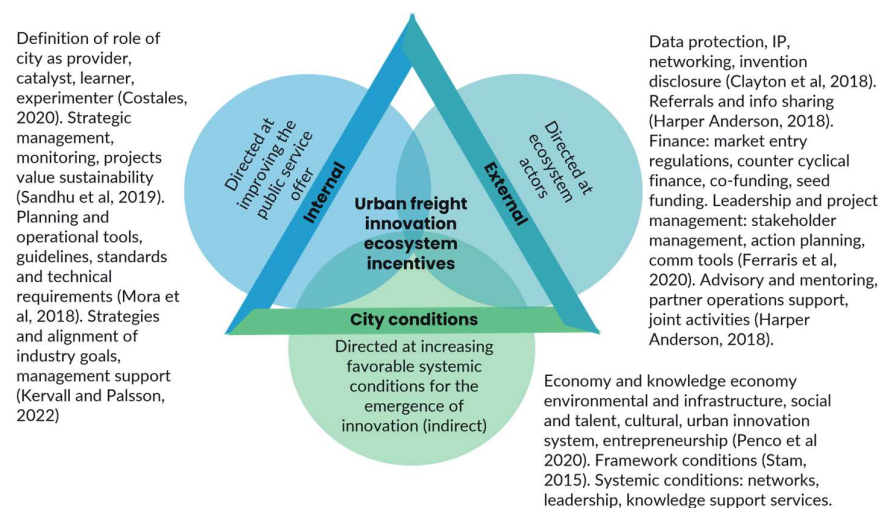 Definition of role of
city as provider,
catalyst, learner,
experimenter (Costales,
2020). Strategic
management,
monitoring, projects
value sustainability
(Sandhu et al, 2019).
Planning and
operational tools,
guidelines, standards
and technical
requirements (Mora et
al, 2018). Strategies
and alignment of
industry goals,
management support
(Kervall and Palsson,
2022)
Directed at
improving the
public service
offer
Internal
Urban freight
innovation
ecosystem
incentives
External
Directed at
ecosystem
actors
City conditions
Directed at increasing
favorable systemic
conditions for the
emergence of
innovation (indirect)
Data protection, IP,
networking, invention
disclosure (Clayton et al, 2018).
Referrals and info sharing
(Harper Anderson, 2018).
Finance: market entry
regulations, counter cyclical
finance, co-funding, seed
funding. Leadership and project
management: stakeholder
management, action planning,
comm tools (Ferraris et al,
2020). Advisory and mentoring,
partner operations support,
joint activities (Harper
Anderson, 2018).
Economy and knowledge economy
environmental and infrastructure, social
and talent, cultural, urban innovation
system, entrepreneurship (Penco et al
2020). Framework conditions (Stam,
2015). Systemic conditions: networks,
leadership, knowledge support services.